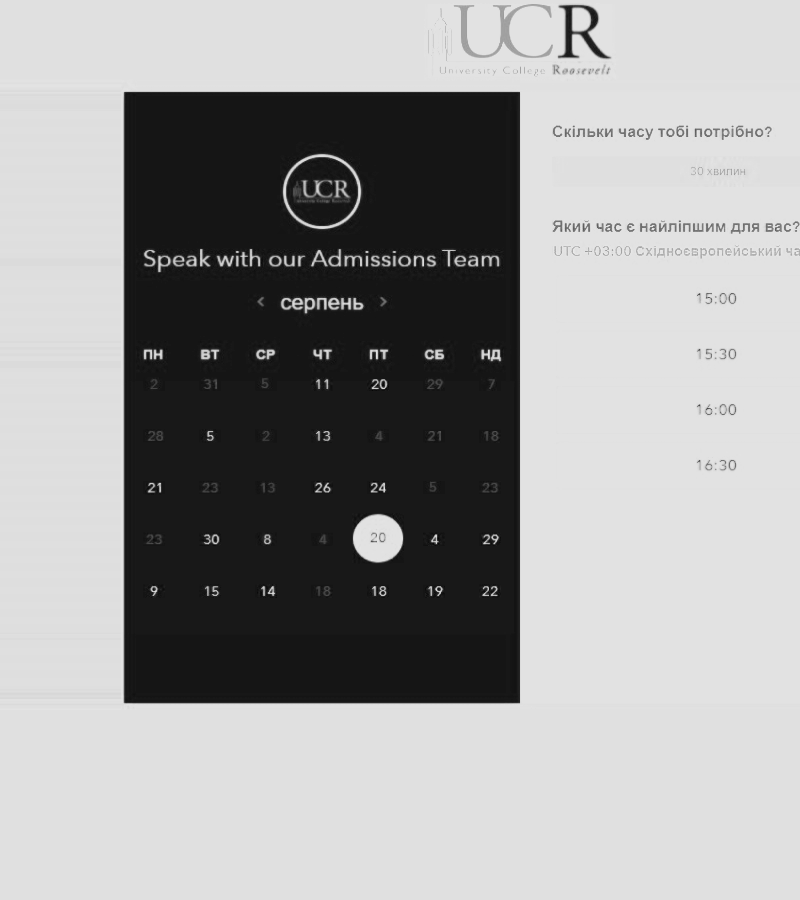 UCR
University College Roosevelt
UCR
Speak with our Admissions Team
серпень
ПН ВТ СР ЧТ ПТ СБ НД
2 31 5 11 20 29 7
28 5 2 13 4 21 18
21 23 13 26 24 5 23
23 30 8 4 20 4 29
9 15 14 18 18 19 22
Скільки часу тобі потрібно?
30 хвилин
Який час є найліпшим для вас?
UTC +03:00 Східноєвропейський ча
15:00
15:30
16:00
16:30